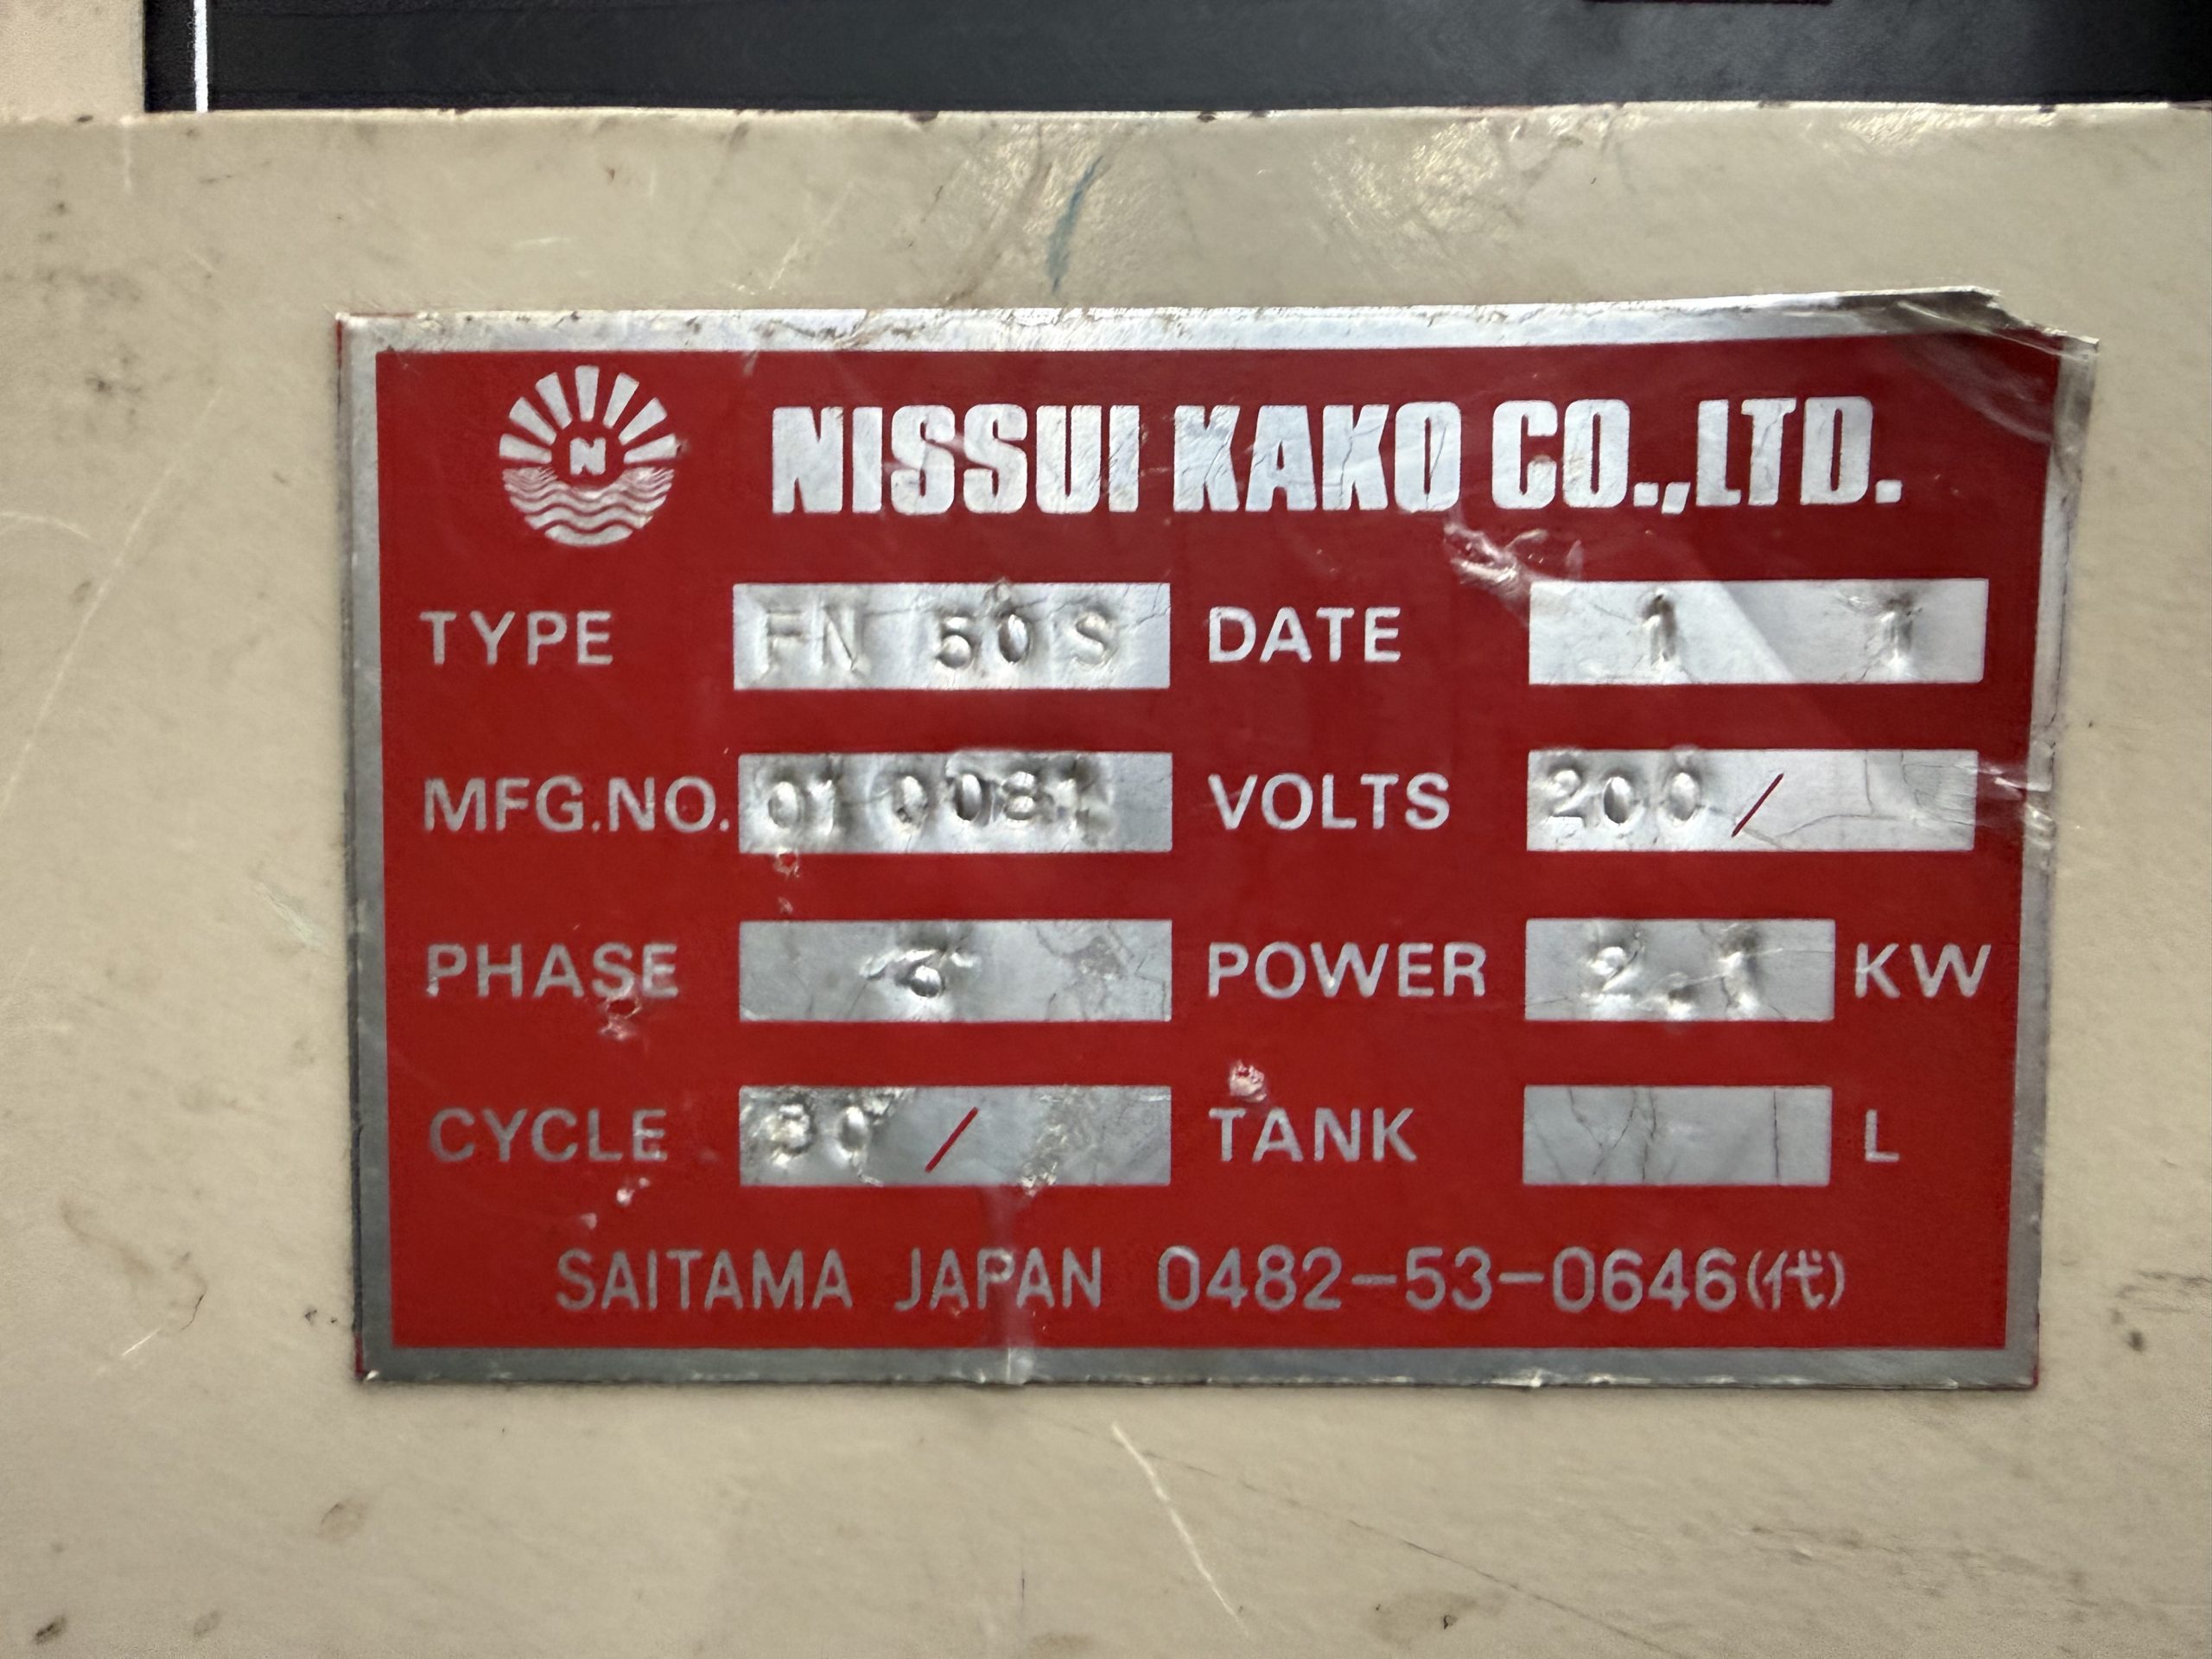 N
NISSUI KAKO CO.,LTD.
TYPE FN 50S DATE 1 1
MFG.NO. 010081 VOLTS 200/
PHASE 3 POWER 2.1 KW
CYCLE /
TANK L
SAITAMA JAPAN 0482-53-0646(代)